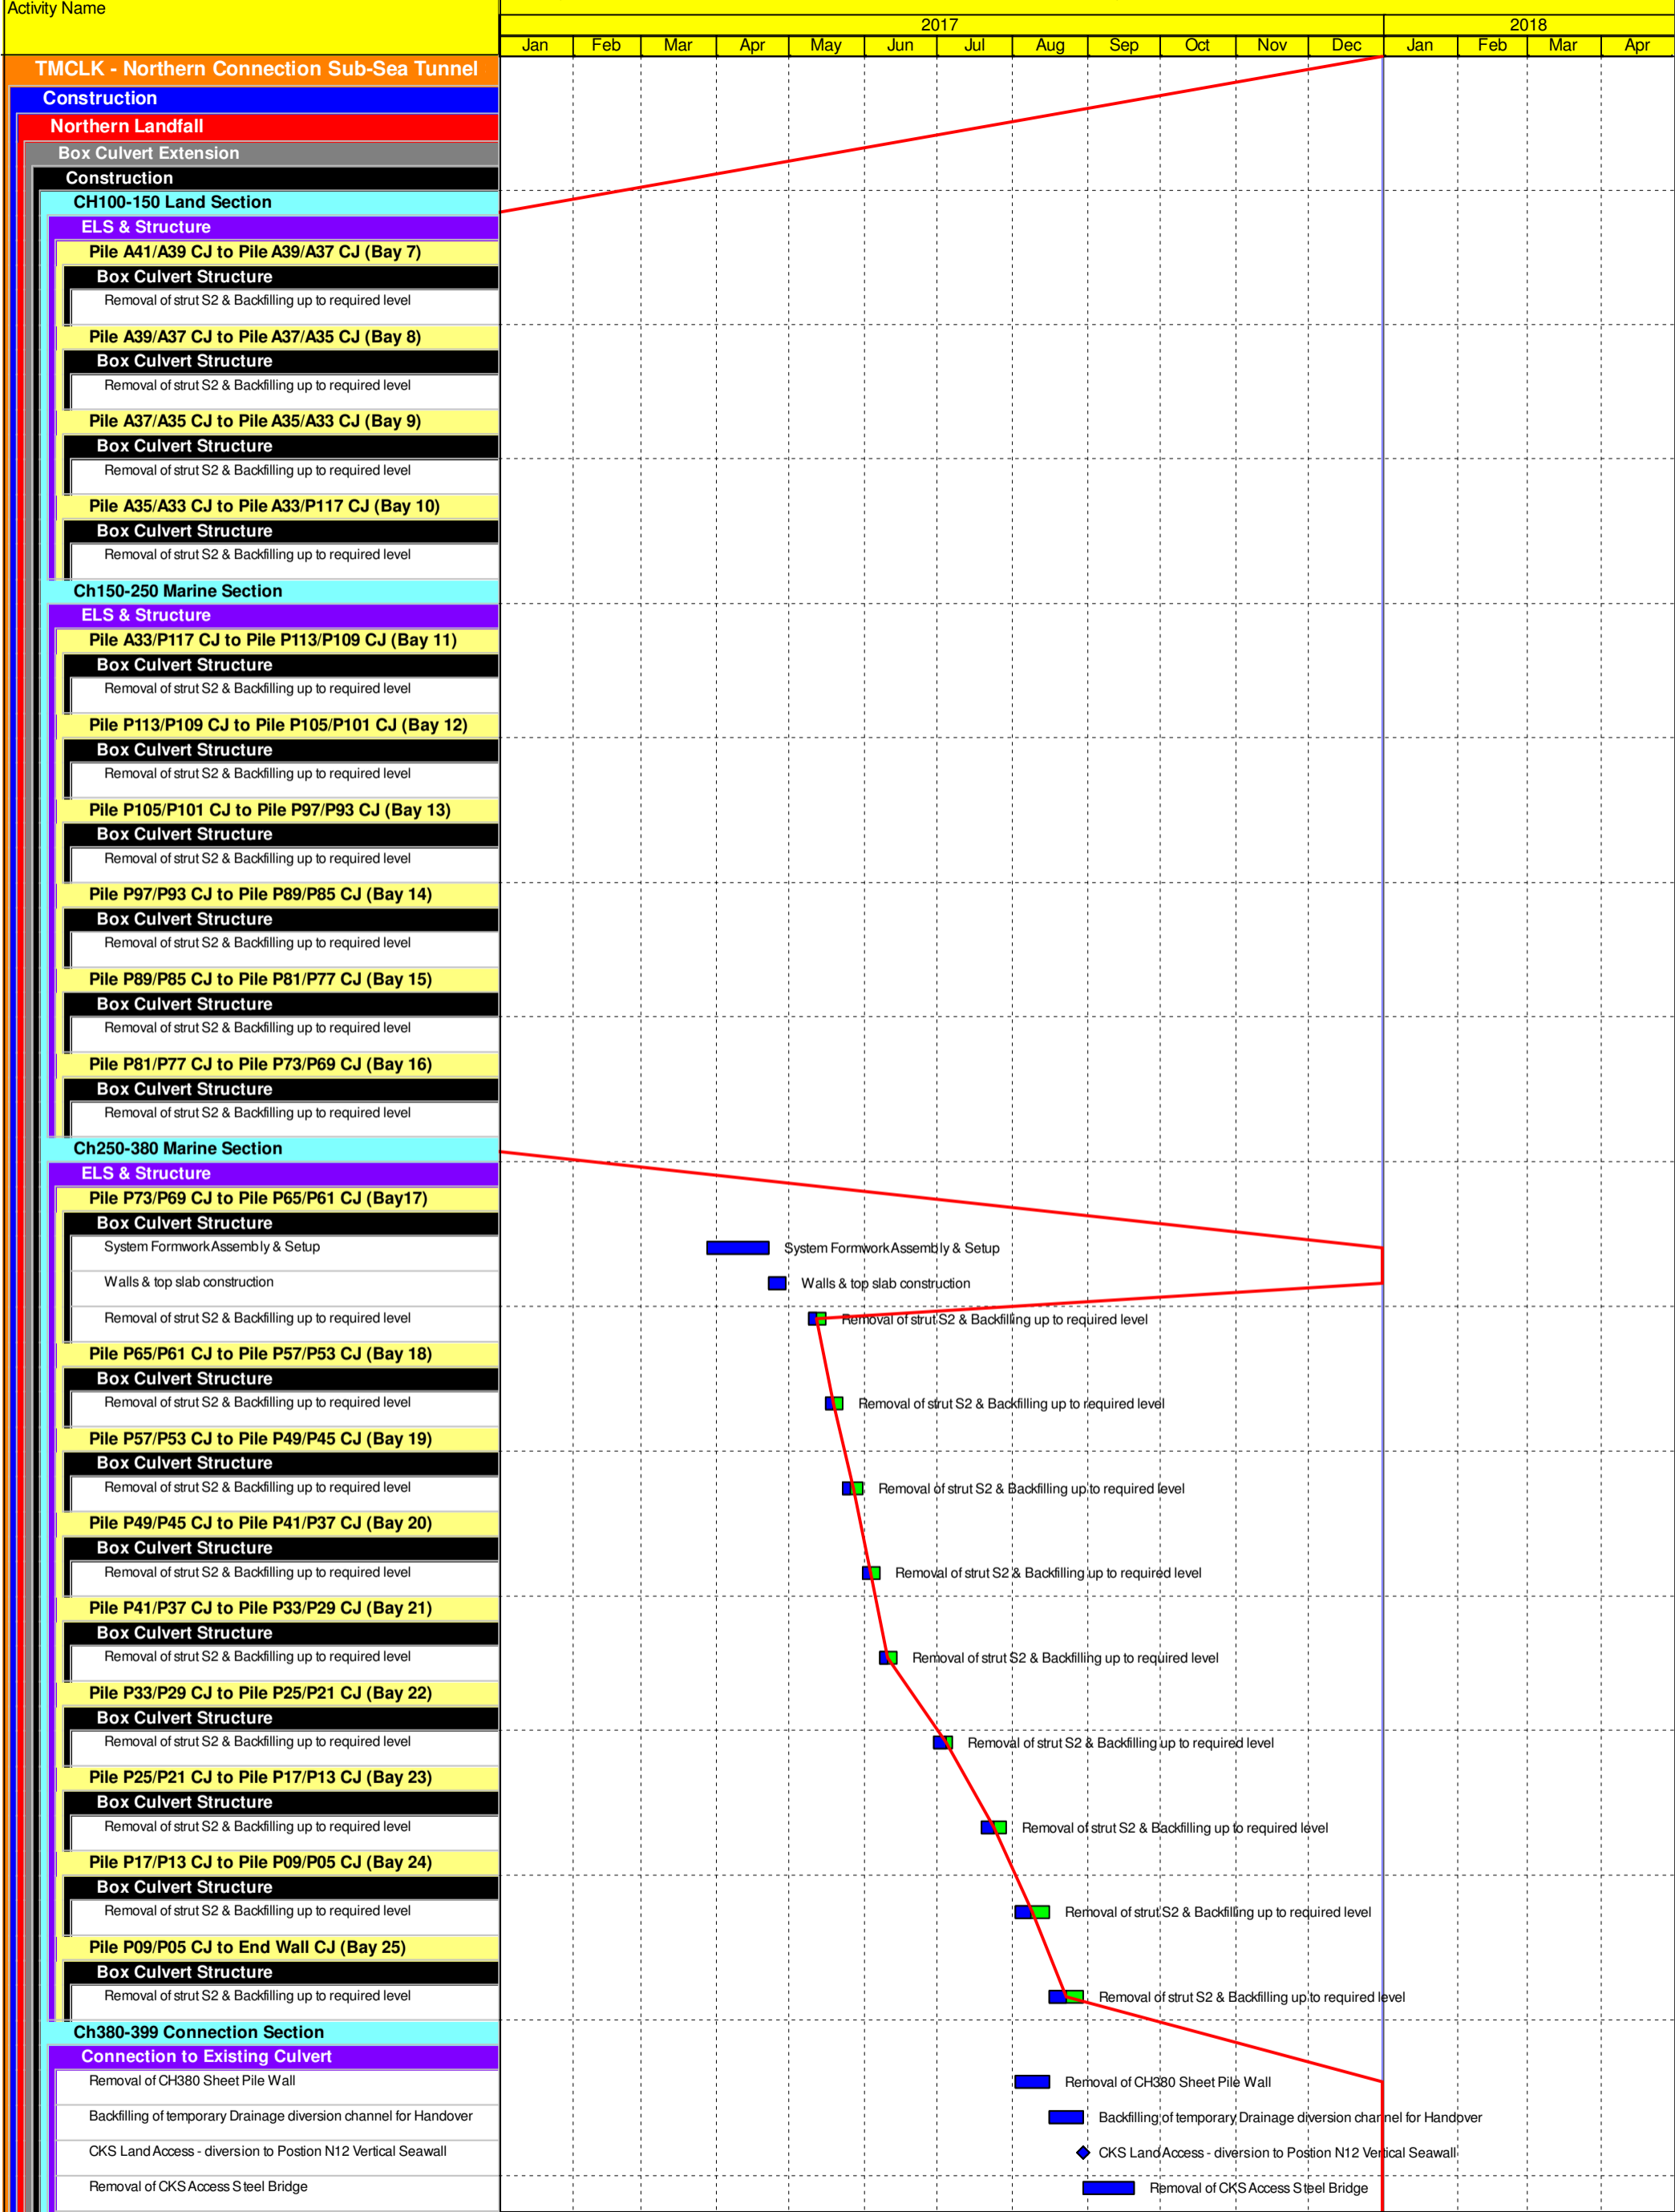 Activity Name
2017 2018
Jan Feb Mar Apr May Jun Jul Aug Sep Oct Nov Dec Jan Feb Mar Apr
TMCLK - Northern Connection Sub-Sea Tunnel
Construction
Northern Landfall
Box Culvert Extension
Construction
CH100-150 Land Section
ELS & Structure
Pile A41/A39 CJ to Pile A39/A37 CJ (Bay 7)
Box Culvert Structure
Removal of strut S2 & Backfilling up to required level
Pile A39/A37 CJ to Pile A37/A35 CJ (Bay 8)
Box Culvert Structure
Removal of strut S2 & Backfilling up to required level
Pile A37/A35 CJ to Pile A35/A33 CJ (Bay 9)
Box Culvert Structure
Removal of strut S2 & Backfilling up to required level
Pile A35/A33 CJ to Pile A33/P117 CJ (Bay 10)
Box Culvert Structure
Removal of strut S2 & Backfilling up to required level
Ch150-250 Marine Section
ELS & Structure
Pile A33/P117 CJ to Pile P113/P109 CJ (Bay 11)
Box Culvert Structure
Removal of strut S2 & Backfilling up to required level
Pile P113/P109 CJ to Pile P105/P101 CJ (Bay 12)
Box Culvert Structure
Removal of strut S2 & Backfilling up to required level
Pile P105/P101 CJ to Pile P97/P93 CJ (Bay 13)
Box Culvert Structure
Removal of strut S2 & Backfilling up to required level
Pile P97/P93 CJ to Pile P89/P85 CJ (Bay 14)
Box Culvert Structure
Removal of strut S2 & Backfilling up to required level
Pile P89/P85 CJ to Pile P81/P77 CJ (Bay 15)
Box Culvert Structure
Removal of strut S2 & Backfilling up to required level
Pile P81/P77 CJ to Pile P73/P69 CJ (Bay 16)
Box Culvert Structure
Removal of strut S2 & Backfilling up to required level
Ch250-380 Marine Section
ELS & Structure
Pile P73/P69 CJ to Pile P65/P61 CJ (Bay17)
Box Culvert Structure
System Formwork Assembly & Setup System Formwork Assembly & Setup
Walls & top slab construction Walls & top slab construction
Removal of strut S2 & Backfilling up to required level Removal of strut S2 & Backfilling up to required level
Pile P65/P61 CJ to Pile P57/P53 CJ (Bay 18)
Box Culvert Structure
Removal of strut S2 & Backfilling up to required level Removal of strut S2 & Backfilling up to required level
Pile P57/P53 CJ to Pile P49/P45 CJ (Bay 19)
Box Culvert Structure
Removal of strut S2 & Backfilling up to required level Removal of strut S2 & Backfilling up to required level
Pile P49/P45 CJ to Pile P41/P37 CJ (Bay 20)
Box Culvert Structure
Removal of strut S2 & Backfilling up to required level Removal of strut S2 & Backfilling up to required level
Pile P41/P37 CJ to Pile P33/P29 CJ (Bay 21)
Box Culvert Structure
Removal of strut S2 & Backfilling up to required level Removal of strut S2 & Backfilling up to required level
Pile P33/P29 CJ to Pile P25/P21 CJ (Bay 22)
Box Culvert Structure
Removal of strut S2 & Backfilling up to required level Removal of strut S2 & Backfilling up to required level
Pile P25/P21 CJ to Pile P17/P13 CJ (Bay 23)
Box Culvert Structure
Removal of strut S2 & Backfilling up to required level Removal of strut S2 & Backfilling up to required level
Pile P17/P13 CJ to Pile P09/P05 CJ (Bay 24)
Box Culvert Structure
Removal of strut S2 & Backfilling up to required level Removal of strut S2 & Backfilling up to required level
Pile P09/P05 CJ to End Wall CJ (Bay 25)
Box Culvert Structure
Removal of strut S2 & Backfilling up to required level Removal of strut S2 & Backfilling up to required level
Ch380-399 Connection Section
Connection to Existing Culvert
Removal of CH380 Sheet Pile Wall Removal of CH380 Sheet Pile Wall
Backfilling of temporary Drainage diversion channel for Handover Backfilling of temporary Drainage diversion channel for Handover
CKS Land Access - diversion to Postion N12 Vertical Seawall CKS Land Access - diversion to Postion N12 Vertical Seawall
Removal of CKS Access Steel Bridge Removal of CKS Access Steel Bridge